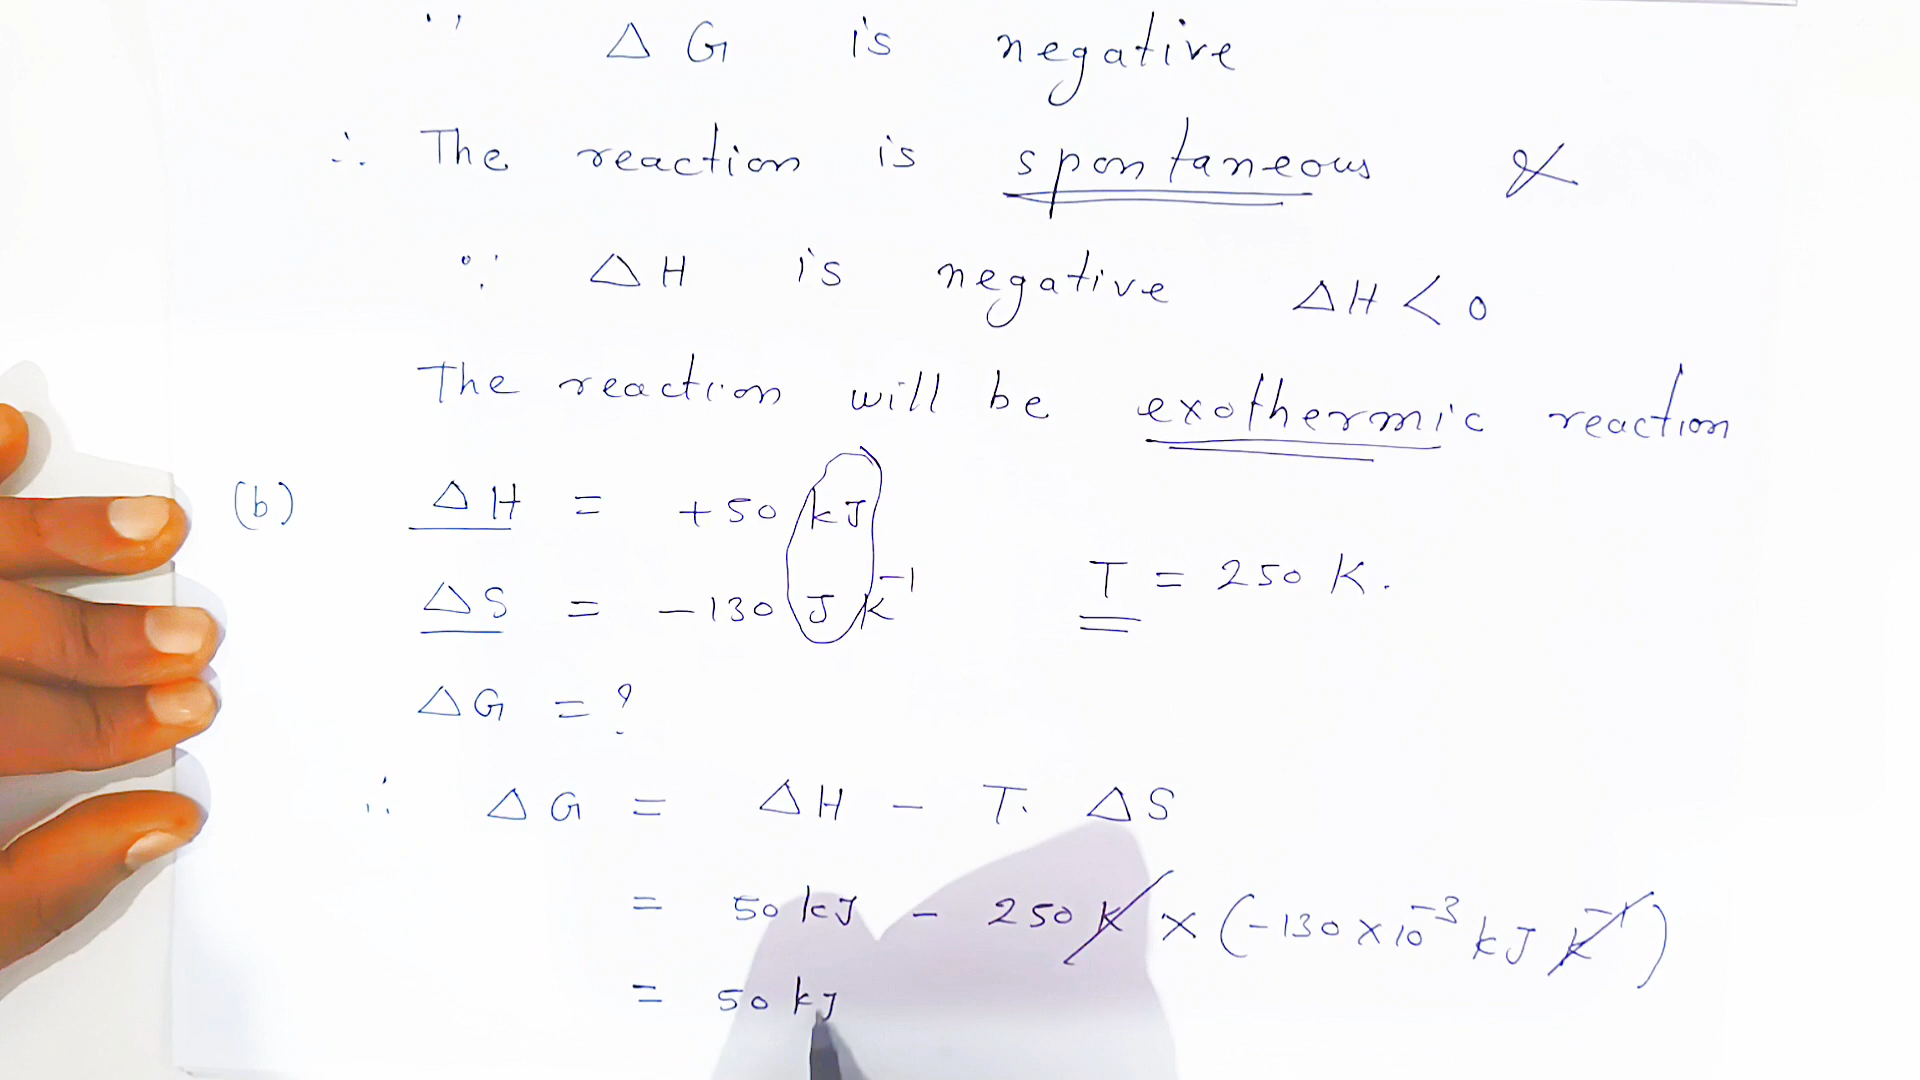 ∵ ΔG is negative
∴ The reaction is spontaneous &
∵ ΔH is negative ΔH < 0
The reaction will be exothermic reaction
(b) ΔH = +50 kJ
ΔS = -130 J K⁻¹ T = 250 K.
ΔG = ?
∴ ΔG = ΔH - T. ΔS
= 50 kJ - 250 K × (-130 × 10⁻³ kJ K⁻¹)
= 50 kJ